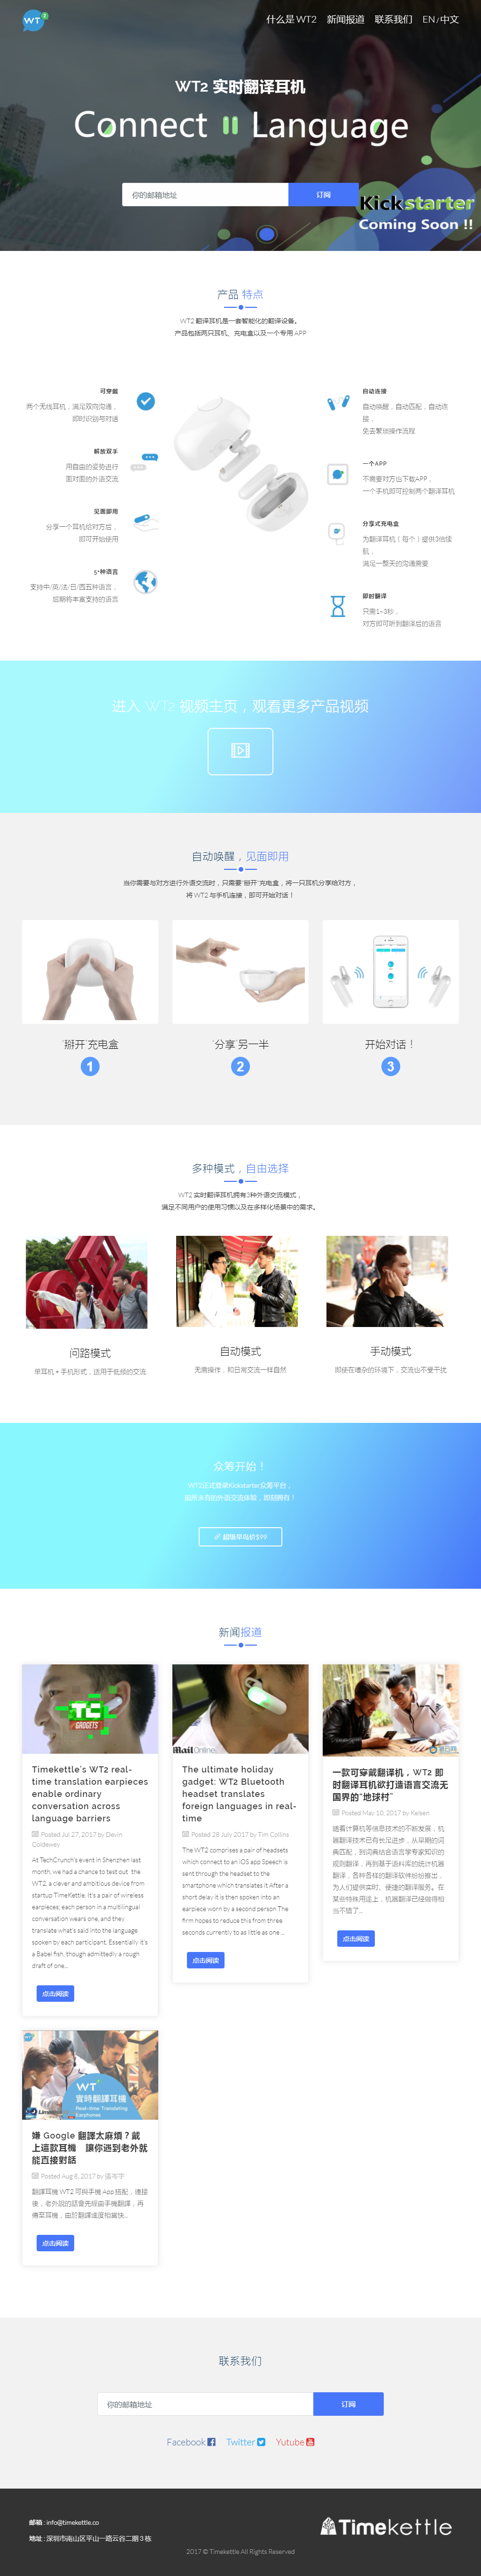 WT2
什么是 WT2 新闻报道 联系我们 EN / 中文
WT2 实时翻译耳机
Connect Language
你的邮箱地址 订阅
Kickstarter
Coming Soon !!
产品 特点
WT2 翻译耳机是一套智能化的翻译设备。
产品包括两只耳机、充电盒以及一个专用 APP
可穿戴
两个无线耳机，满足双向沟通，
即时识别与对话
解放双手
用自由的姿势进行
面对面的外语交流
见面即用
分享一个耳机给对方后，
即可开始使用
5+种语言
支持中/英/法/日/西五种语言，
后期将丰富支持的语言
自动连接
自动唤醒，自动匹配，自动连
接，
免去繁琐操作流程
一个APP
不需要对方也下载APP，
一个手机即可控制两个翻译耳机
分享式充电盒
为翻译耳机（每个）提供3倍续
航，
满足一整天的沟通需要
即时翻译
只需1~3秒，
对方即可听到翻译后的语音
进入 WT2 视频主页，观看更多产品视频
自动唤醒，见面即用
当你需要与对方进行外语交流时，只需要“掰开”充电盒，将一只耳机分享给对方，
将 WT2 与手机连接，即可开始对话！
“掰开”充电盒
1
“分享”另一半
2
开始对话！
3
多种模式，自由选择
WT2 实时翻译耳机拥有3种外语交流模式，
满足不同用户的使用习惯以及在多样化场景中的需求。
问路模式
单耳机 + 手机形式，适用于低频的交流
自动模式
无需操作，和日常交流一样自然
手动模式
即使在嘈杂的环境下，交流也不受干扰
众筹开始！
WT2正式登录Kickstarter众筹平台，
超级早鸟价$99
新闻报道
TC
GADGETS
Timekettle's WT2 real-
time translation earpieces
enable ordinary
conversation across
language barriers
Posted Jul 27, 2017 by Devin
Coldewey
At TechCrunch's event in Shenzhen last
month, we had a chance to test out the
WT2, a clever and ambitious device from
startup TimeKettle. It's a pair of wireless
earpieces; each person in a multilingual
conversation wears one, and they
translate what's said into the language
spoken by each participant. Essentially it's
a Babel fish, though admittedly a rough
draft of one...
点击阅读
Mail Online
The ultimate holiday
gadget: WT2 Bluetooth
headset translates
foreign languages in real-
time
Posted 28 July 2017 by Tim Collins
The WT2 comprises a pair of headsets
which connect to an iOS app Speech is
sent through the headset to the
smartphone which translates it After a
short delay it is then spoken into an
earpiece worn by a second person The
firm hopes to reduce this from three
seconds currently to as little as one ...
点击阅读
一款可穿戴翻译机，WT2 即
时翻译耳机欲打造语言交流无
国界的“地球村”
Posted May 10, 2017 by Kelsen
随着计算机等信息技术的不断发展，机
器翻译技术已有长足进步，从早期的词
典匹配，到词典结合语言学专家知识的
规则翻译，再到基于语料库的统计机器
翻译，各种各样的翻译软件纷纷推出，
为人们提供实时、便捷的翻译服务。在
某些特殊用途上，机器翻译已经做得相
当不错了...
点击阅读
WT2
實時翻譯耳機
Real-time Translating
Earphones
嫌 Google 翻譯太麻煩？戴
上這款耳機 讓你遇到老外就
能直接對話
Posted Aug 8, 2017 by
翻譯耳機 WT2 可與手機 App 搭配，連接
後，老外說的話會先經由手機翻譯，再
傳至耳機，由於翻譯速度相當快...
点击阅读
联系我们
你的邮箱地址 订阅
Facebook Twitter Yutube
邮箱 : info@timekettle.co
地址 : 深圳市南山区平山一路云谷二期 3 栋
Timekettle
2017 © Timekettle All Rights Reserved